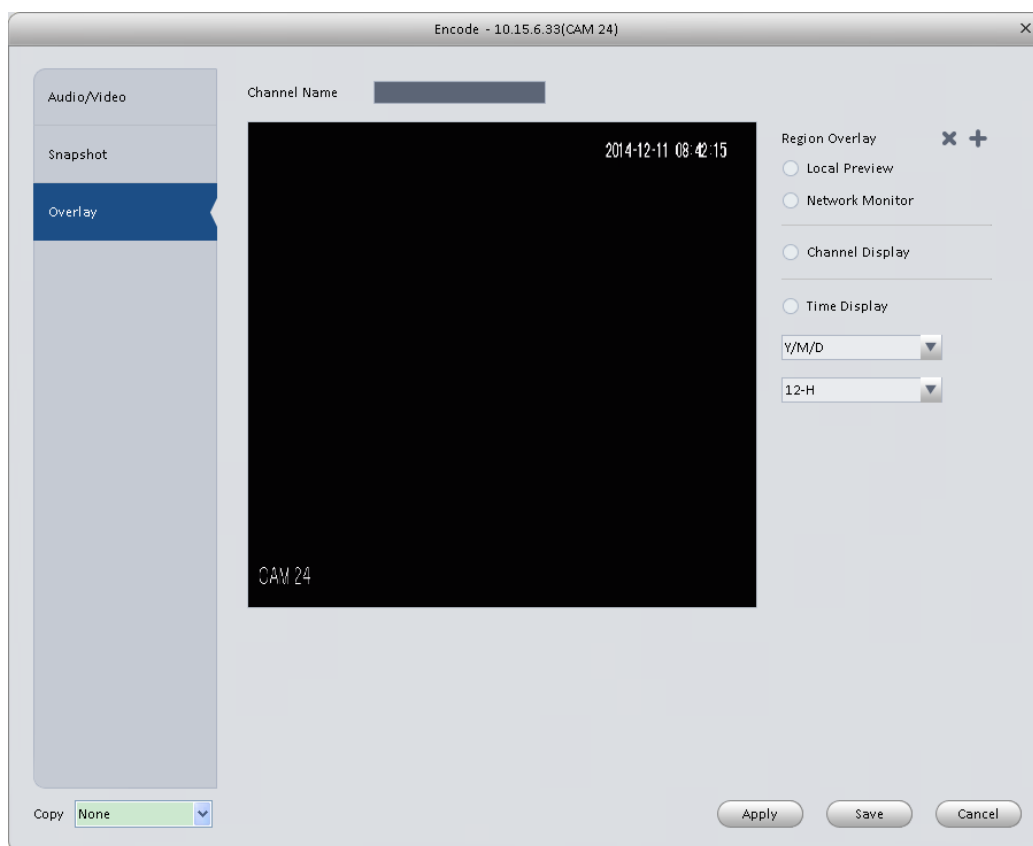 Encode - 10.15.6.33(CAM 24)
Audio/Video
Snapshot
Overlay
Channel Name
2014-12-11 08:42:15
CAM 24
Region Overlay
Local Preview
Network Monitor
Channel Display
Time Display
Y/M/D
12-H
Copy None
Apply Save Cancel